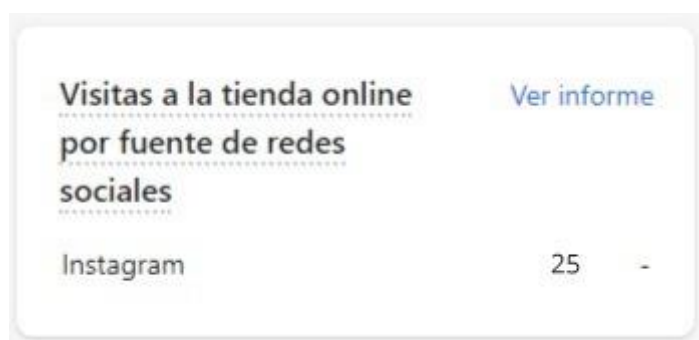 Visitas a la tienda online Ver informe
por fuente de redes
sociales
Instagram 25 -